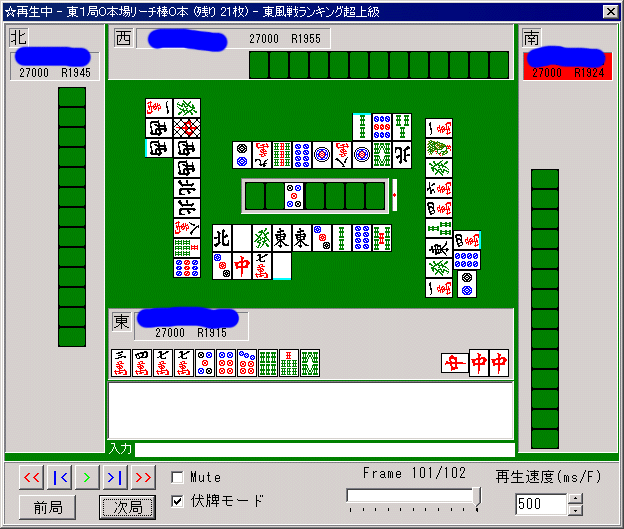 ☆再生中 - 東1局0本場リーチ棒0本 (残り 21枚) - 東風戦ランキング超上級
北
27000 R1945
西
27000 R1955
南
27000 R1924
東
27000 R1915
入力
<< |< > >| >>
Mute
Frame 101/102
再生速度(ms/F)
前局
次局
伏牌モード
500